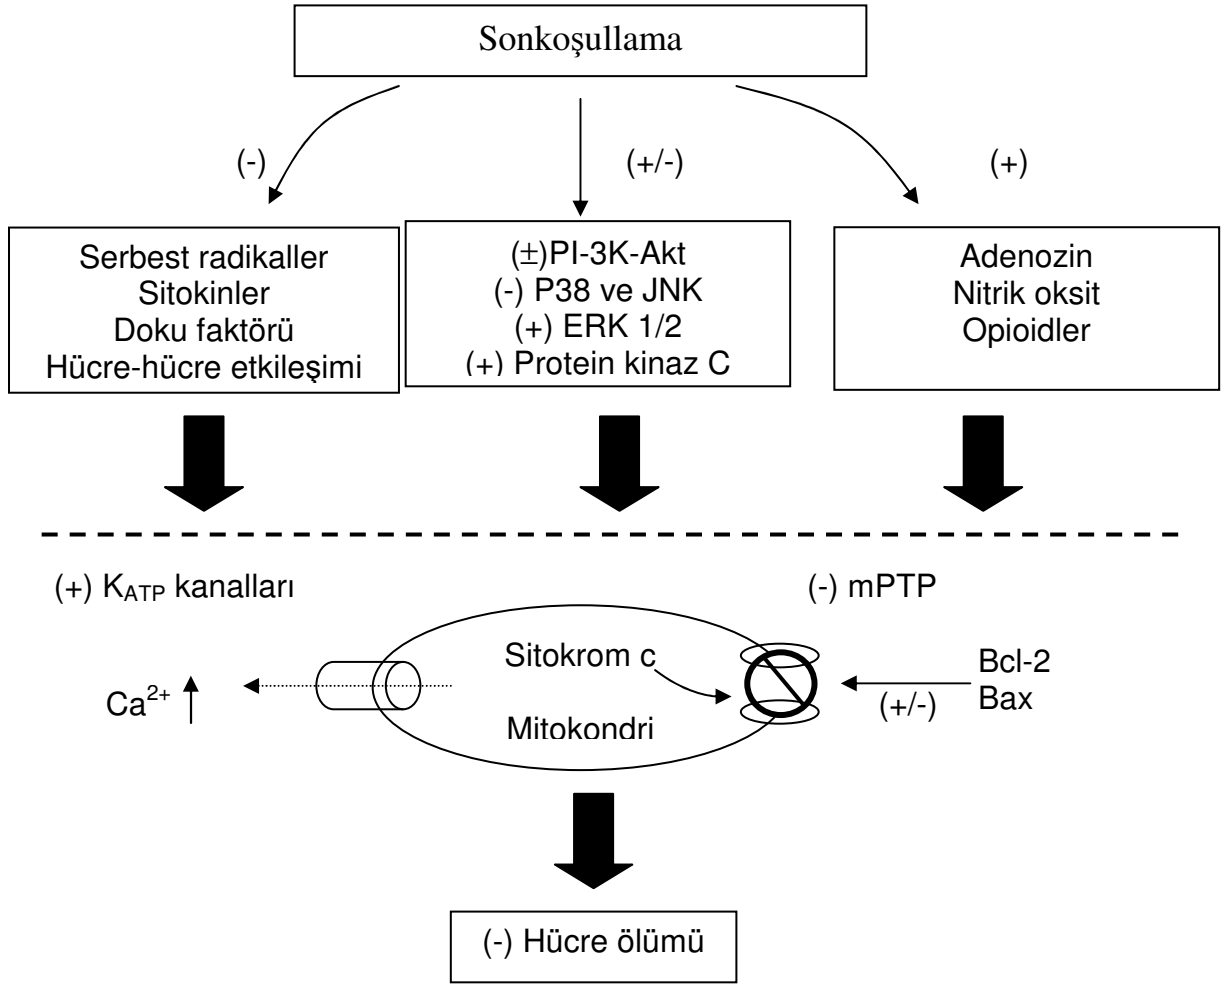 Sonkoşullama
(-)
(+/-)
(+)
Serbest radikaller
Sitokinler
Doku faktörü
Hücre-hücre etkileşimi
(±)PI-3K-Akt
(-) P38 ve JNK
(+) ERK 1/2
(+) Protein kinaz C
Adenozin
Nitrik oksit
Opioidler
(+) KATP kanalları
(-) mPTP
Ca2+
Sitokrom c
Mitokondri
Bcl-2
Bax
(+/-)
(-) Hücre ölümü